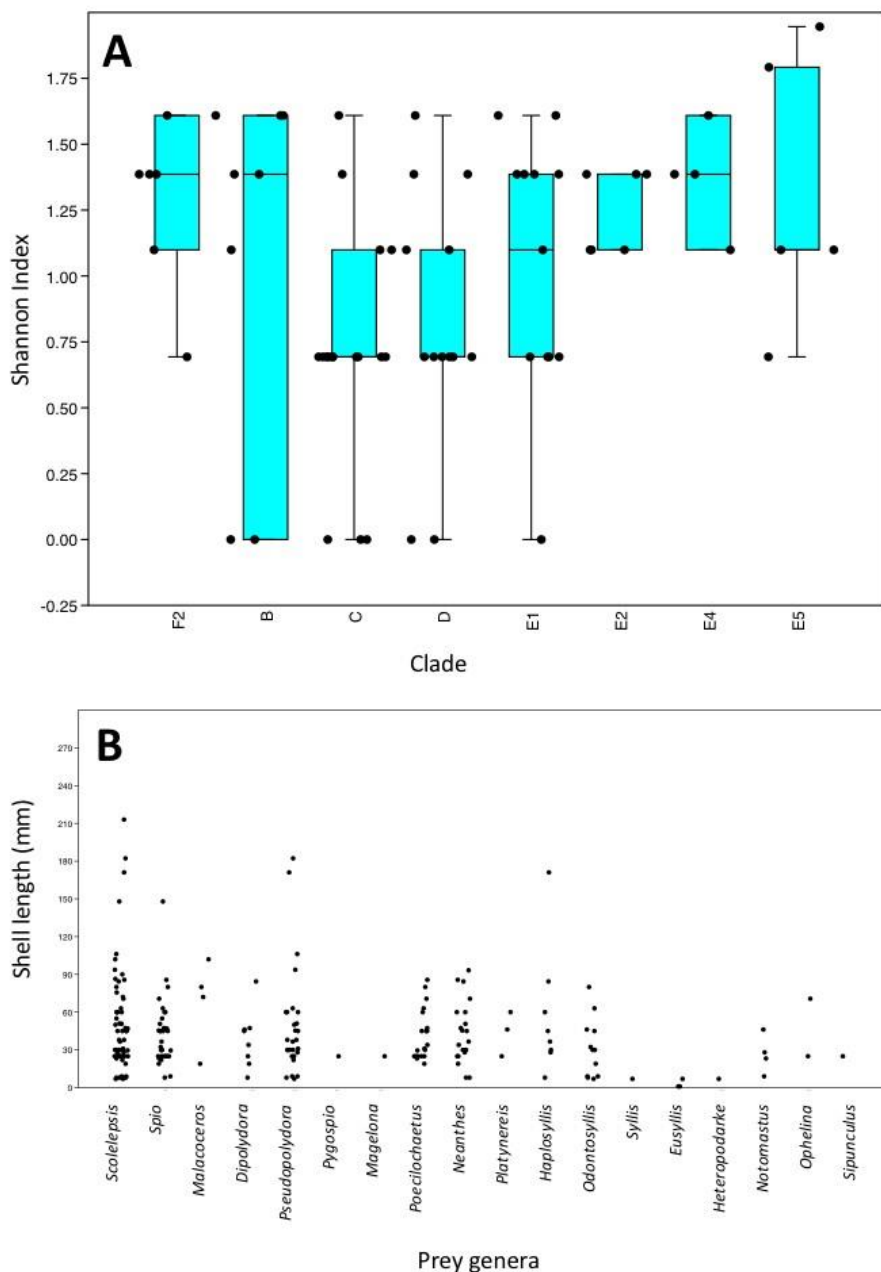 A
1.75
1.50
1.25
1.00
0.75
0.50
0.25
0.00
-0.25
Shannon Index
F2
B
C
D
E1
E2
E4
E5
Clade
B
270
240
210
180
150
120
90
60
30
0
Shell length (mm)
Scolelepsis
Spio
Malacoceros
Dipolydora
Pseudopolydora
Pygospio
Magelona
Poecilochaetus
Neanthes
Platynereis
Haplosyllis
Odontosyllis
Syllis
Eusyllis
Heteropodarke
Notomastus
Ophelina
Sipunculus
Prey genera